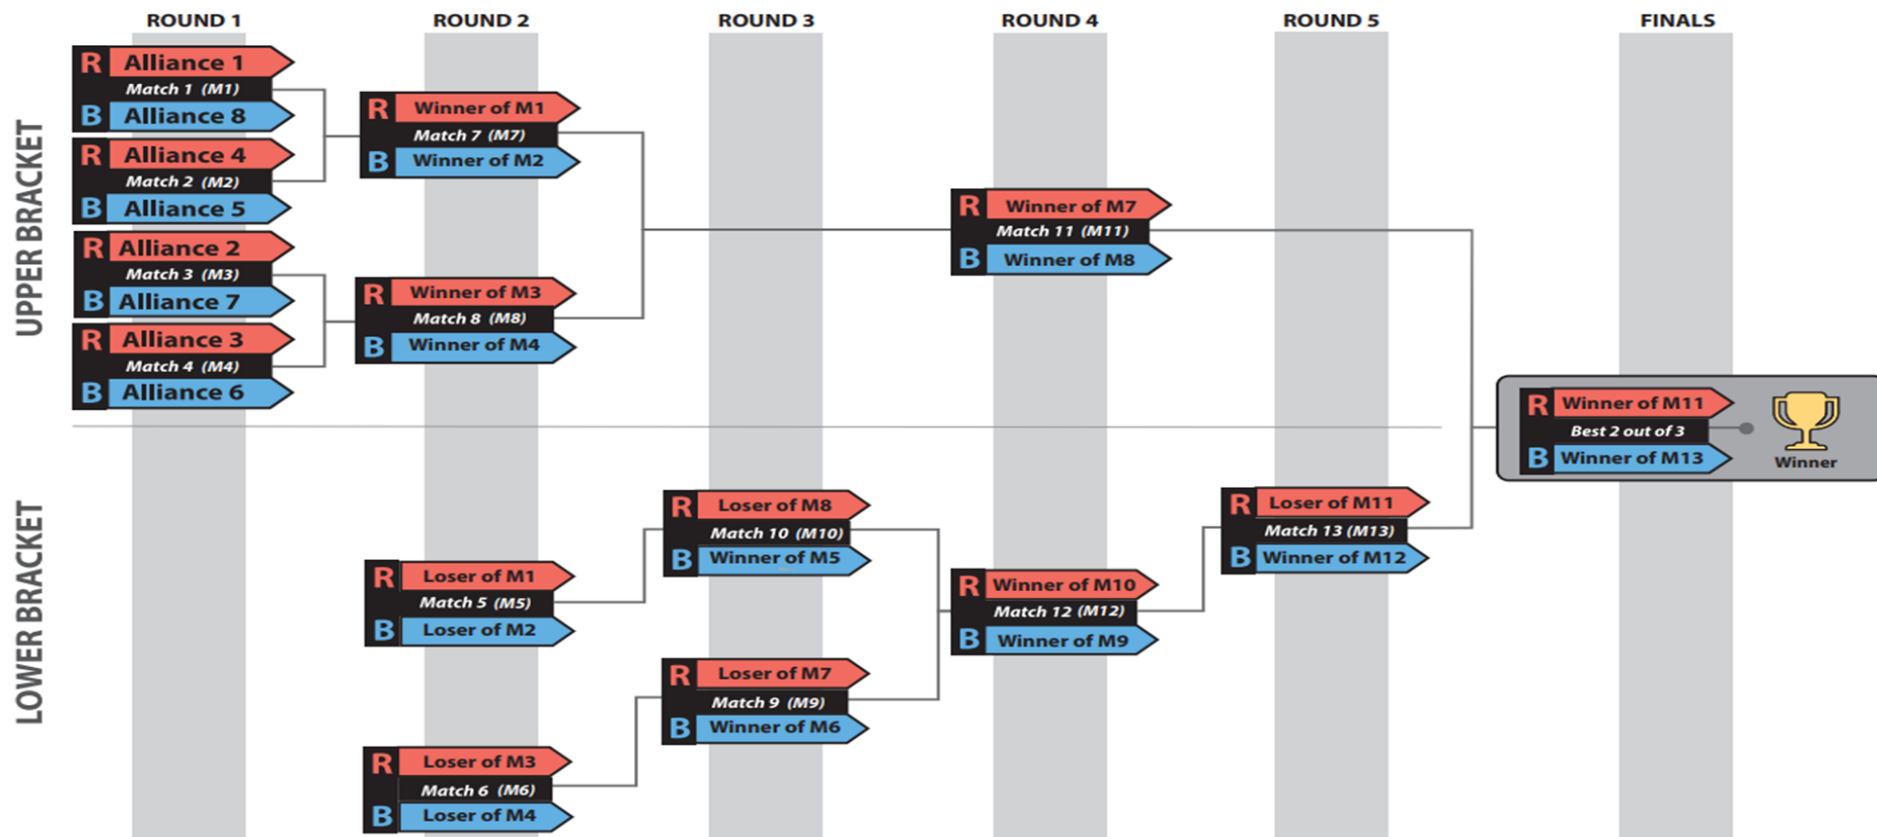 ROUND 1
ROUND 2
ROUND 3
ROUND 4
ROUND 5
FINALS
UPPER BRACKET
R Alliance 1
Match 1 (M1)
B Alliance 8
R Alliance 4
Match 2 (M2)
B Alliance 5
R Alliance 2
Match 3 (M3)
B Alliance 7
R Alliance 3
Match 4 (M4)
B Alliance 6
R Winner of M1
Match 7 (M7)
B Winner of M2
R Winner of M3
Match 8 (M8)
B Winner of M4
R Winner of M7
Match 11 (M11)
B Winner of M8
R Winner of M11
Best 2 out of 3
B Winner of M13
Winner
LOWER BRACKET
R Loser of M1
Match 5 (M5)
B Loser of M2
R Loser of M3
Match 6 (M6)
B Loser of M4
R Loser of M8
Match 10 (M10)
B Winner of M5
R Loser of M7
Match 9 (M9)
B Winner of M6
R Winner of M10
Match 12 (M12)
B Winner of M9
R Loser of M11
Match 13 (M13)
B Winner of M12